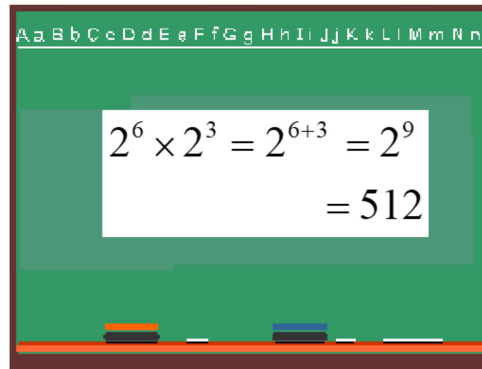 A a B b C c D d E e F f G g H h I i J j K k L l M m N n
2⁶ × 2³ = 2⁶⁺³ = 2⁹
= 512